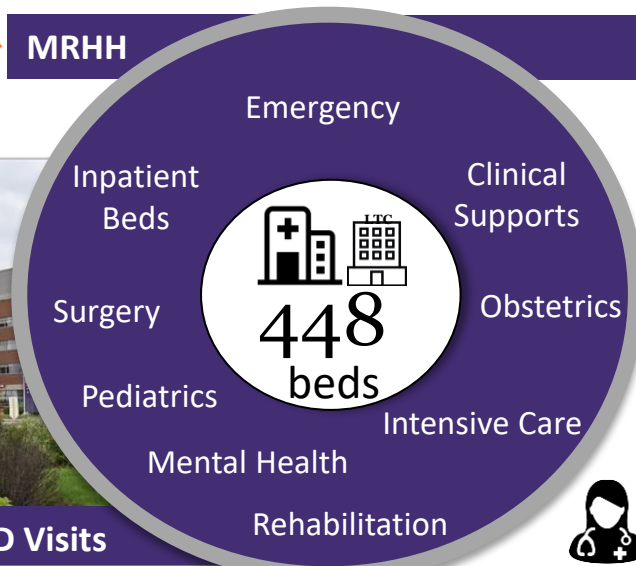 MRHH
Emergency
Inpatient
Beds
Clinical
Supports
LTC
Surgery
448
beds
Obstetrics
Pediatrics
Intensive Care
Mental Health
Rehabilitation
D Visits